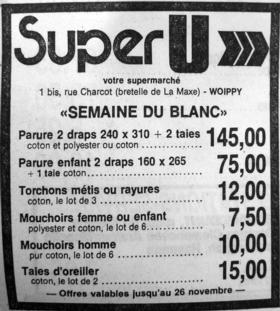 Super U
votre supermarché
1 bis, rue Charcot (bretelle de La Maxe) - WOIPPY
«SEMAINE DU BLANC»
Parure 2 draps 240 x 310 + 2 taies 145,00
coton et polyester ou coton ..............
Parure enfant 2 draps 160 x 265 75,00
+ 1 taie coton..............
Torchons métis ou rayures 12,00
coton, le lot de 3 ..............
Mouchoirs femme ou enfant 7,50
polyester et coton, le lot de 6..............
Mouchoirs homme 10,00
pur coton, le lot de 6 ..............
Taies d'oreiller 15,00
coton, le lot de 2 ..............
— Offres valables jusqu'au 26 novembre —